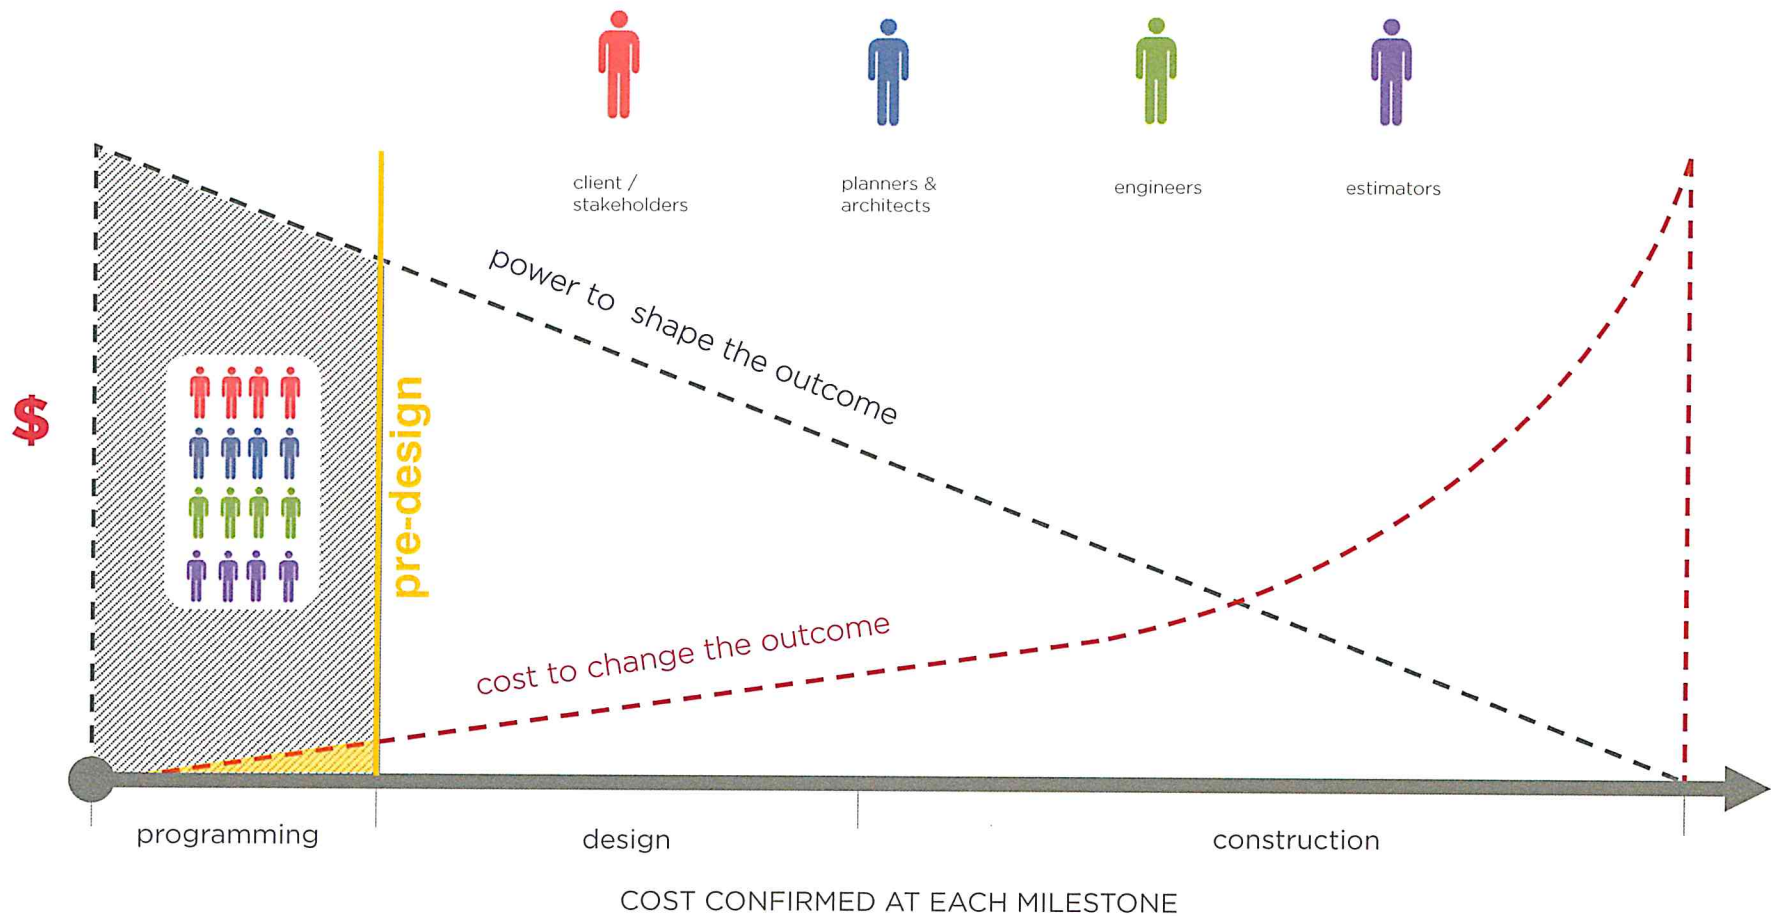 client /
stakeholders
planners &
architects
engineers
estimators
power to shape the outcome
$
pre-design
cost to change the outcome
programming
design
construction
COST CONFIRMED AT EACH MILESTONE